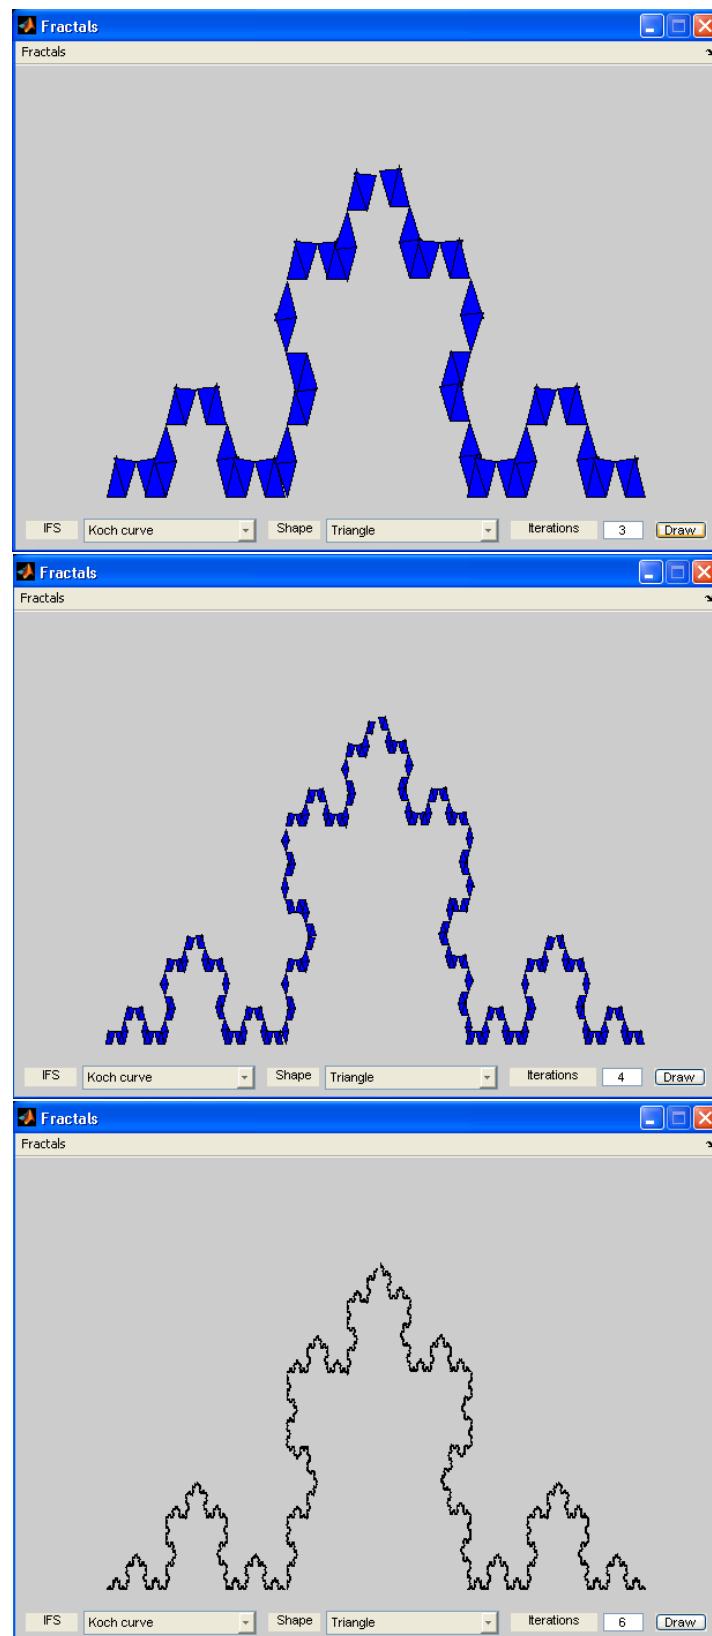 Fractals
Fractals
IFS Koch curve Shape Triangle Iterations 3 Draw
Fractals
Fractals
IFS Koch curve Shape Triangle Iterations 4 Draw
Fractals
Fractals
IFS Koch curve Shape Triangle Iterations 6 Draw